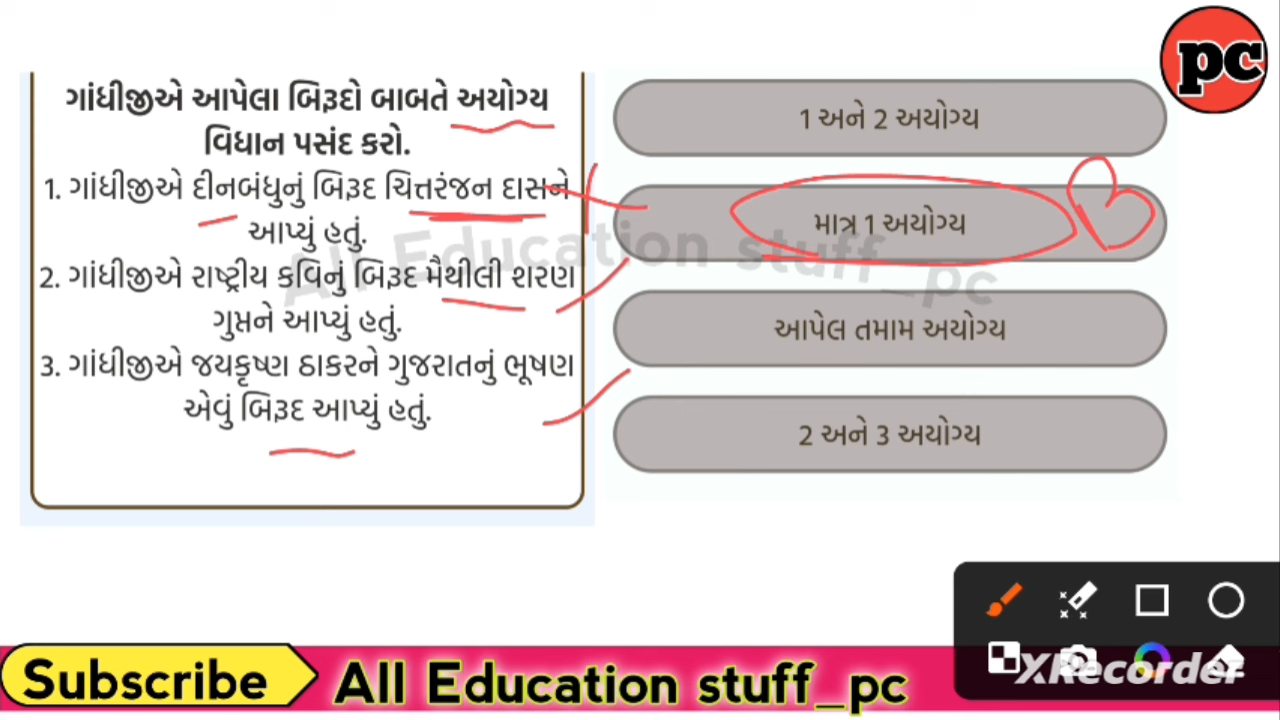 pc
ગાંધીજીએ આપેલા બિરૂદો બાબતે અયોગ્ય
વિધાન પસંદ કરો.
1. ગાંધીજીએ દીનબંધુનું બિરૂદ ચિત્તરંજન દાસને
આપ્યું હતું.
2. ગાંધીજીએ રાષ્ટ્રીય કવિનું બિરૂદ મૈથીલી શરણ
ગુપ્તને આપ્યું હતું.
3. ગાંધીજીએ જયકૃષ્ણ ઠાકરને ગુજરાતનું ભૂષણ
એવું બિરૂદ આપ્યું હતું.
1 અને 2 અયોગ્ય
માત્ર 1 અયોગ્ય
આપેલ તમામ અયોગ્ય
2 અને 3 અયોગ્ય
All Education stuff_pc
XRecorder
Subscribe All Education stuff_pc